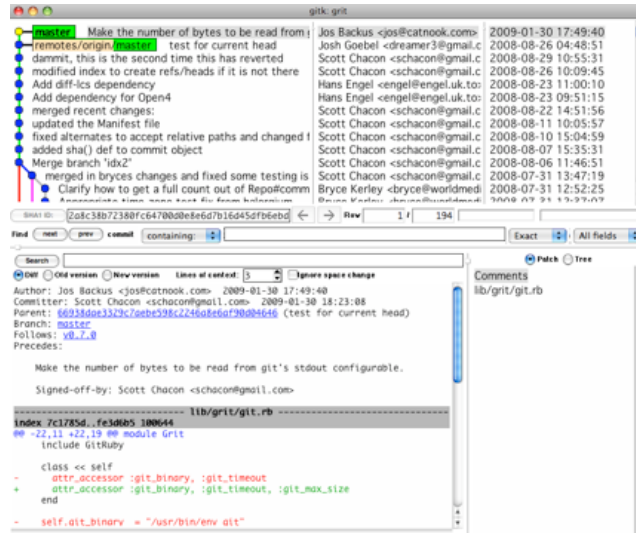 gitk: grit
master Make the number of bytes to be read from Jos Backus <jos@catnook.com> 2009-01-30 17:49:40
remotes/origin/master test for current head Josh Goebel <dreamer3@gmail.c 2008-08-26 04:48:51
dammit, this is the second time this has reverted Scott Chacon <schacon@gmail.c 2008-08-29 10:55:31
modified index to create refs/heads if it is not there Scott Chacon <schacon@gmail.c 2008-08-26 10:09:45
Add diff-lcs dependency Hans Engel <engel@engel.uk.to> 2008-08-23 11:00:10
Add dependency for Open4 Hans Engel <engel@engel.uk.to> 2008-08-23 09:51:15
merged recent changes: Scott Chacon <schacon@gmail.c 2008-08-22 14:51:56
updated the Manifest file Scott Chacon <schacon@gmail.c 2008-08-11 10:05:57
fixed alternates to accept relative paths and changed f Scott Chacon <schacon@gmail.c 2008-08-10 15:04:59
added sha() def to commit object Scott Chacon <schacon@gmail.c 2008-08-07 15:35:31
Merge branch 'idx2' Scott Chacon <schacon@gmail.c 2008-08-06 11:46:51
merged in bryces changes and fixed some testing is Scott Chacon <schacon@gmail.c 2008-07-31 13:47:19
Clarify how to get a full count out of Repo#comm Bryce Kerley <bkerley@worldmedi 2008-07-31 12:52:25
SHA1 ID: 2a8c38b72380fc64700d0e8e6d7b16d45dfb6ebd Row 1 / 194
Find next prev commit containing: Exact All fields
Search
Diff Old version New version Lines of context: 3 Ignore space change Patch Tree
Comments
lib/grit/git.rb
Author: Jos Backus <jos@catnook.com> 2009-01-30 17:49:40
Committer: Scott Chacon <schacon@gmail.com> 2009-01-30 18:23:08
Parent: 66938dae3329c7aebe598c2246a8e6af90d04646 (test for current head)
Branch: master
Follows: v0.7.0
Precedes:
Make the number of bytes to be read from git's stdout configurable.
Signed-off-by: Scott Chacon <schacon@gmail.com>
lib/grit/git.rb
index 7c1785d..fe3d6b5 100644
@@ -22,11 +22,19 @@ module Grit
include GitRuby
class << self
- attr_accessor :git_binary, :git_timeout
+ attr_accessor :git_binary, :git_timeout, :git_max_size
end
- self.git_binary = "/usr/bin/env git"